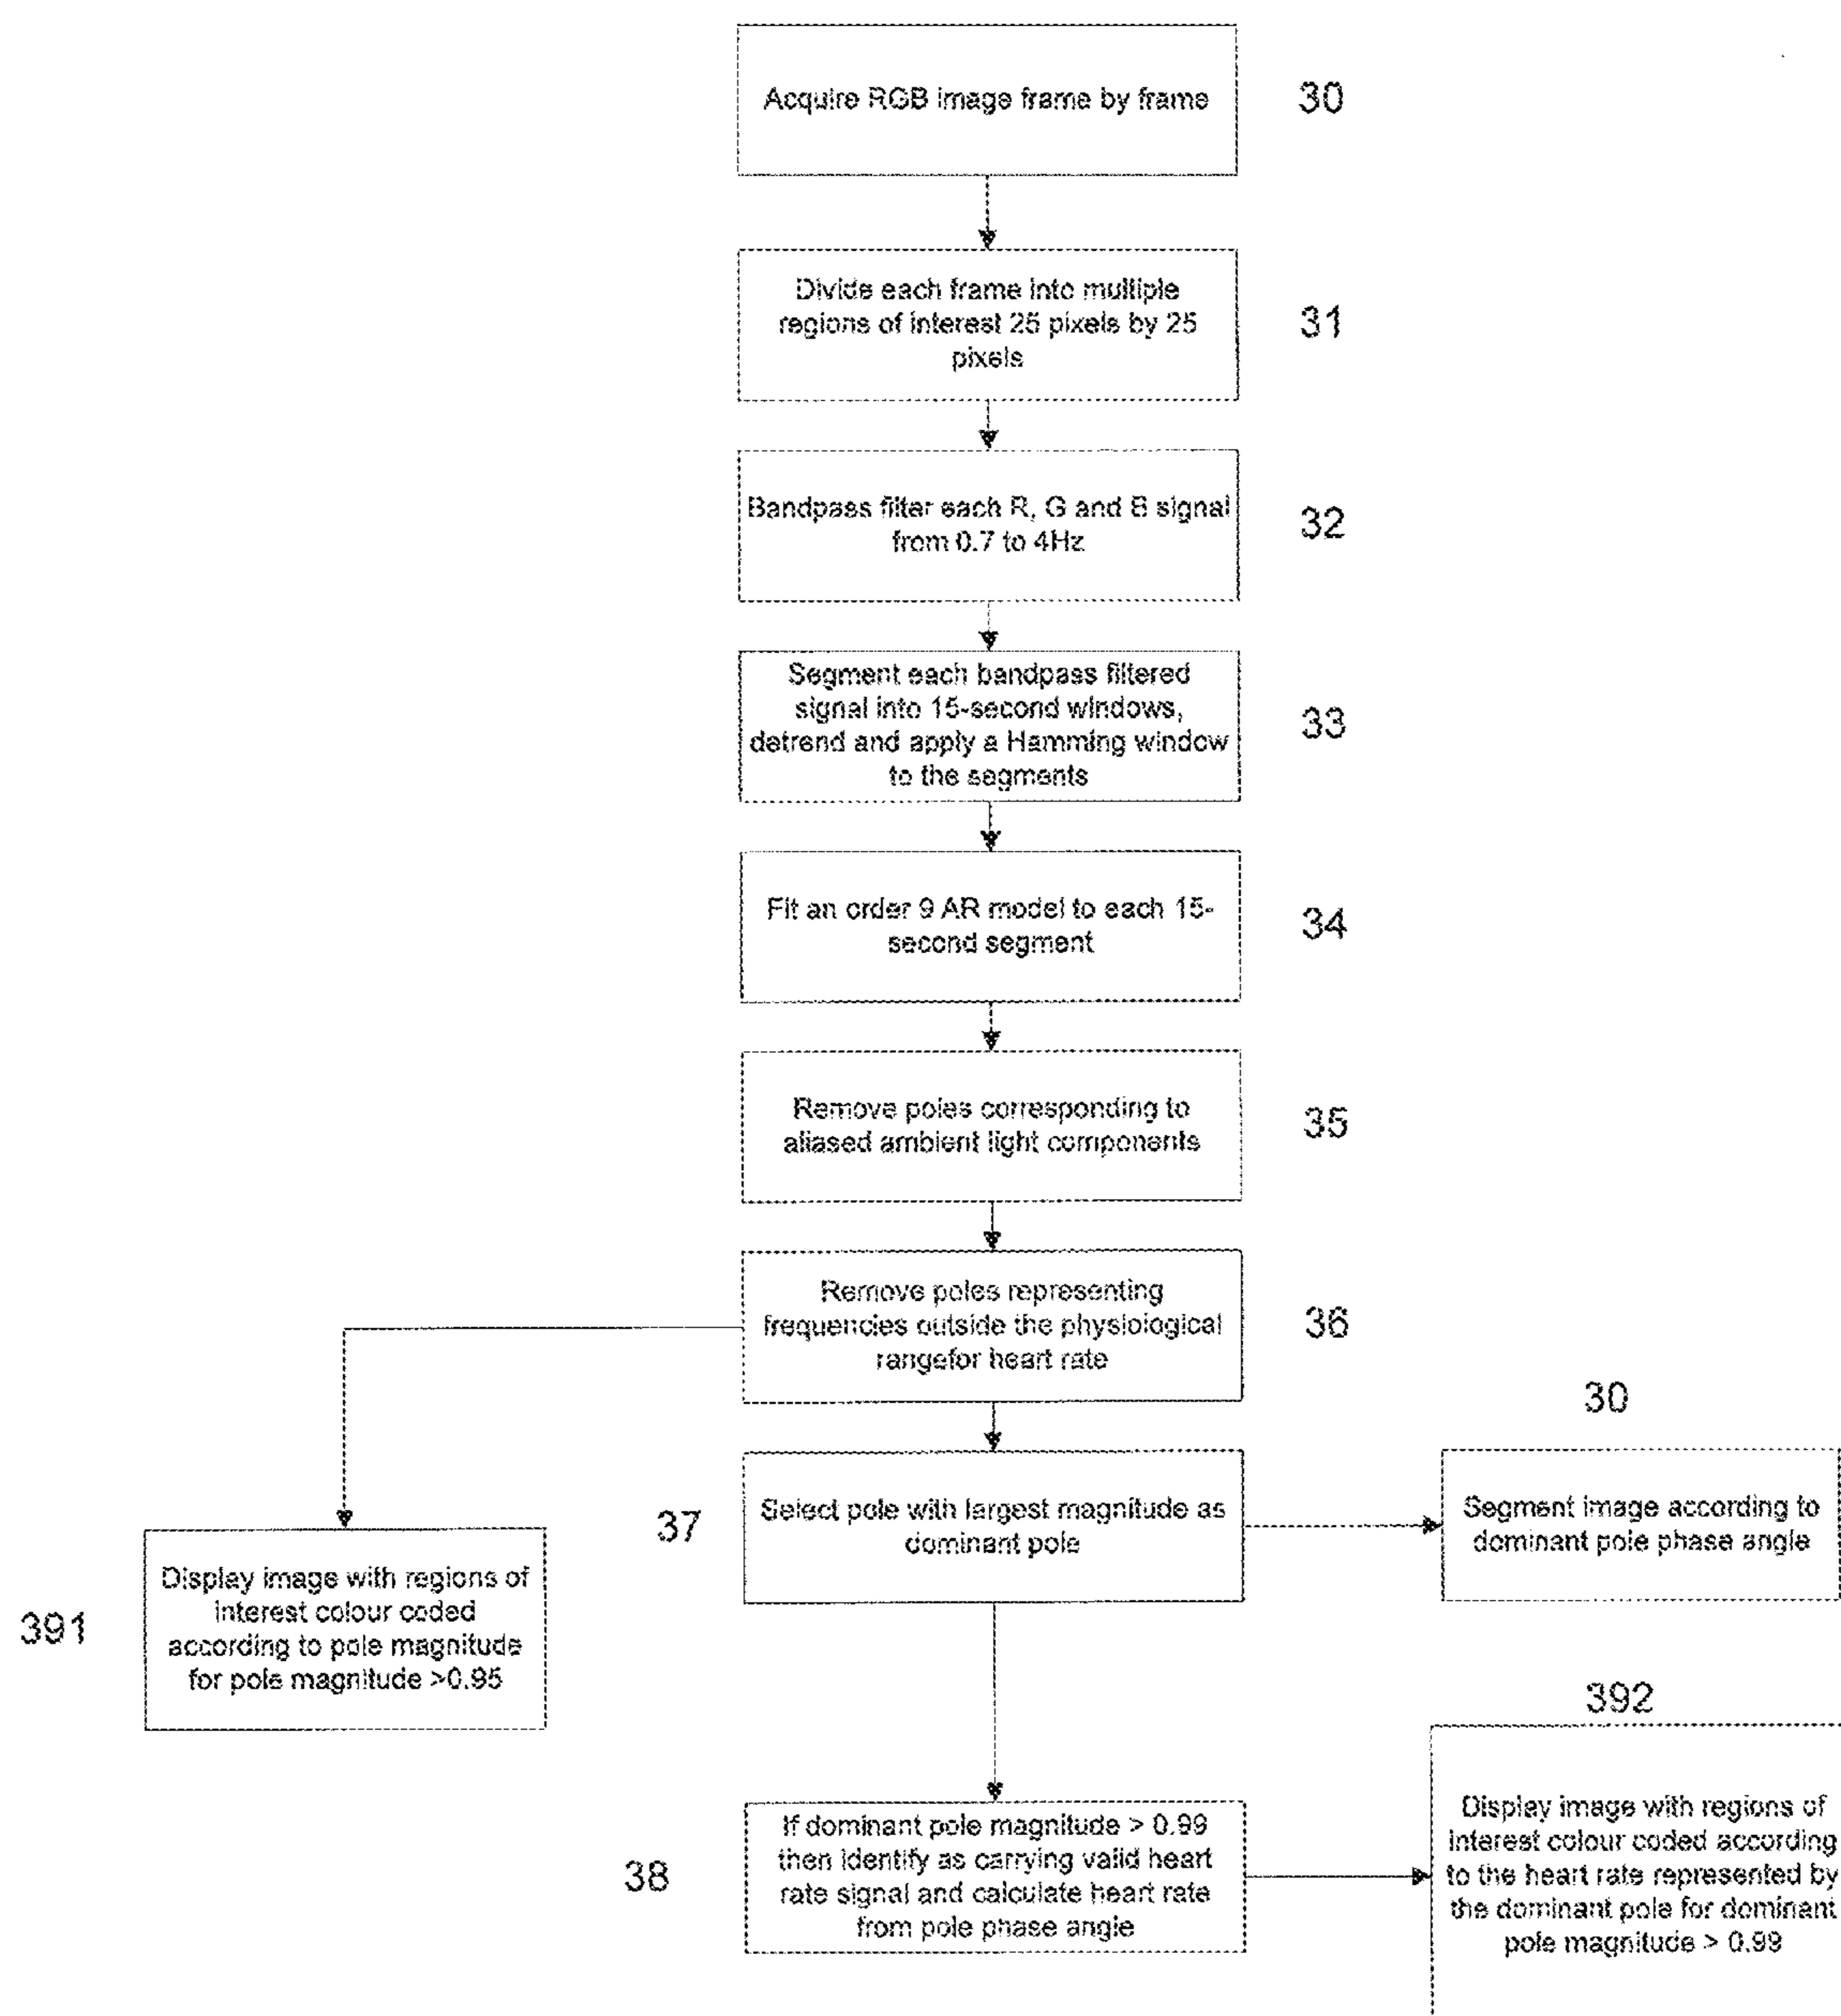 Acquire RGB image frame by frame
30
Divide each frame into multiple
regions of interest 25 pixels by 25
pixels
31
Bandpass filter each R, G and B signal
from 0.7 to 4Hz
32
Segment each bandpass filtered
signal into 15-second windows,
detrend and apply a Hamming window
to the segments
33
Fit an order 9 AR model to each 15-
second segment
34
Remove poles corresponding to
aliased ambient light components
35
Remove poles representing
frequencies outside the physiological
rangefor heart rate
36
30
Select pole with largest magnitude as
dominant pole
37
Segment image according to
dominant pole phase angle
Display image with regions of
interest colour coded
according to pole magnitude
for pole magnitude >0.95
391
392
If dominant pole magnitude > 0.99
then identify as carrying valid heart
rate signal and calculate heart rate
from pole phase angle
38
Display image with regions of
interest colour coded according
to the heart rate represented by
the dominant pole for dominant
pole magnitude > 0.99